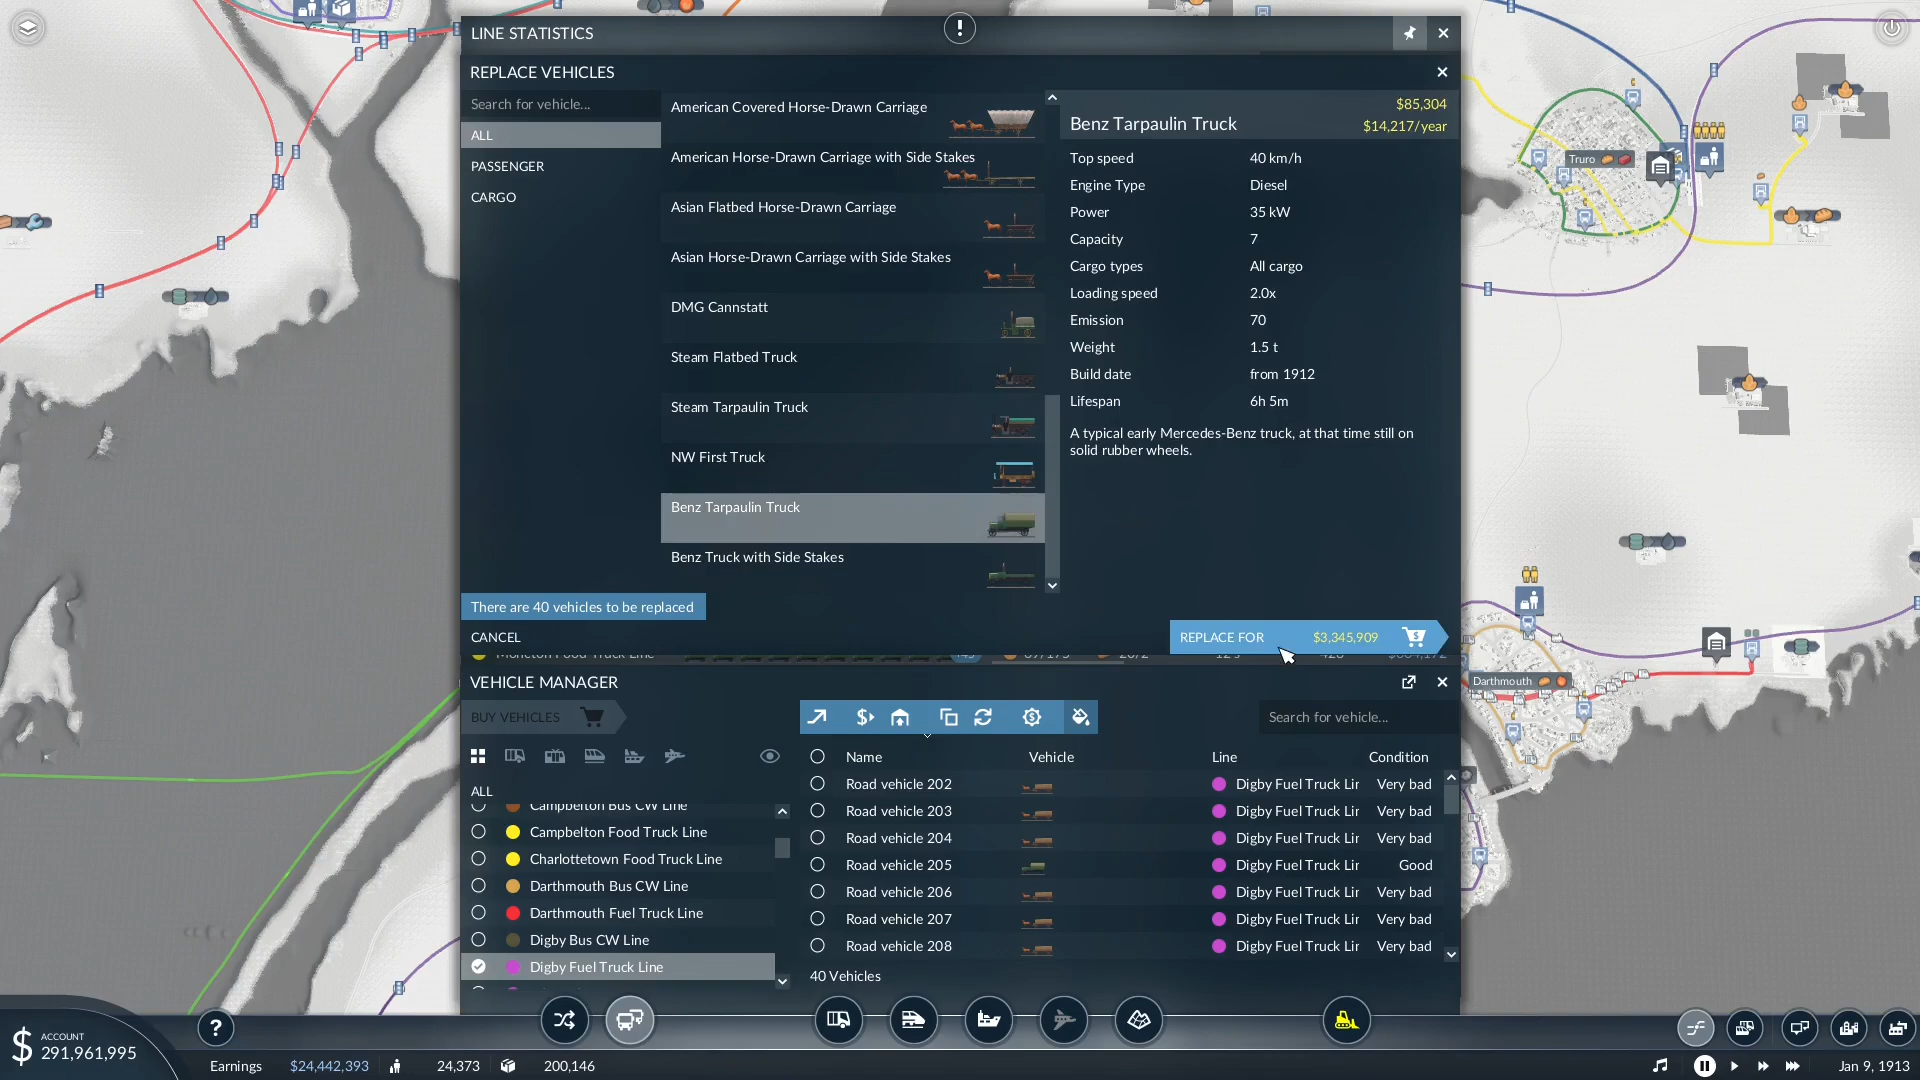 LINE STATISTICS
REPLACE VEHICLES
Search for vehicle...
ALL
PASSENGER
CARGO
American Covered Horse-Drawn Carriage
American Horse-Drawn Carriage with Side Stakes
Asian Flatbed Horse-Drawn Carriage
Asian Horse-Drawn Carriage with Side Stakes
DMG Cannstatt
Steam Flatbed Truck
Steam Tarpaulin Truck
NW First Truck
Benz Tarpaulin Truck
Benz Truck with Side Stakes
$85,304
Benz Tarpaulin Truck $14,217/year
Top speed 40 km/h
Engine Type Diesel
Power 35 kW
Capacity 7
Cargo types All cargo
Loading speed 2.0x
Emission 70
Weight 1.5 t
Build date from 1912
Lifespan 6h 5m
A typical early Mercedes-Benz truck, at that time still on
solid rubber wheels.
There are 40 vehicles to be replaced
CANCEL
REPLACE FOR $3,345,909
Moncton Food Truck Line
VEHICLE MANAGER
BUY VEHICLES
Search for vehicle...
ALL
Campbelton Bus CW Line
Campbelton Food Truck Line
Charlottetown Food Truck Line
Darthmouth Bus CW Line
Darthmouth Fuel Truck Line
Digby Bus CW Line
Digby Fuel Truck Line
Name Vehicle Line Condition
Road vehicle 202 Digby Fuel Truck Lir Very bad
Road vehicle 203 Digby Fuel Truck Lir Very bad
Road vehicle 204 Digby Fuel Truck Lir Very bad
Road vehicle 205 Digby Fuel Truck Lir Good
Road vehicle 206 Digby Fuel Truck Lir Very bad
Road vehicle 207 Digby Fuel Truck Lir Very bad
Road vehicle 208 Digby Fuel Truck Lir Very bad
40 Vehicles
Truro
Darthmouth
?
$ ACCOUNT
291,961,995
Earnings $24,442,393 24,373 200,146
Jan 9, 1913